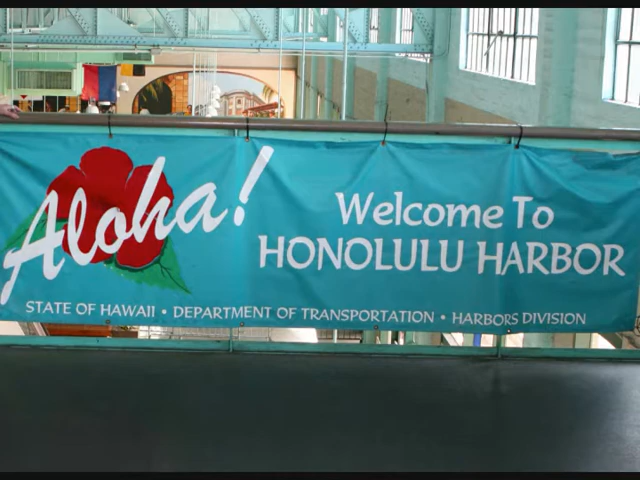 Aloha!
Welcome To
HONOLULU HARBOR
STATE OF HAWAII • DEPARTMENT OF TRANSPORTATION • HARBORS DIVISION